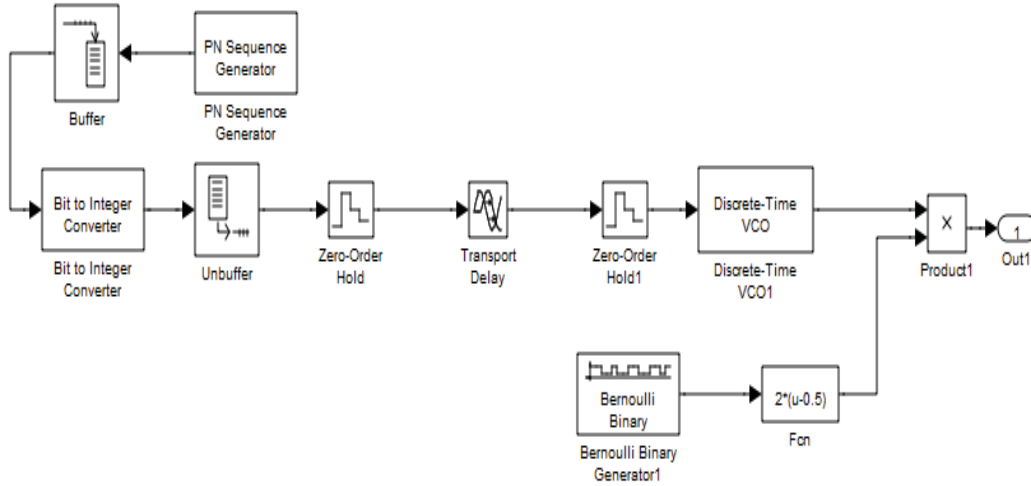 PN Sequence
Generator
Buffer
PN Sequence
Generator
Bit to Integer
Converter
Bit to Integer
Converter
Unbuffer
Zero-Order
Hold
Transport
Delay
Zero-Order
Hold1
Discrete-Time
VCO
Discrete-Time
VCO1
×
Product1
1
Out1
Bernoulli
Binary
Bernoulli Binary
Generator1
2*(u-0.5)
Fcn